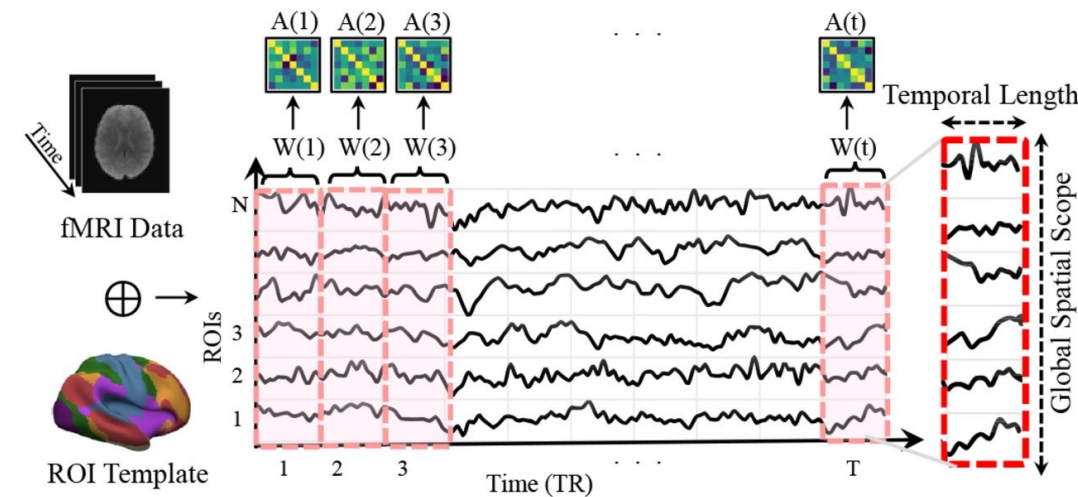 A(1) A(2) A(3) . . . A(t)
Temporal Length
Time
W(1) W(2) W(3) . . . W(t)
N
fMRI Data
Global Spatial Scope
ROIs
3
2
1
ROI Template
1 2 3 . . . T
Time (TR)